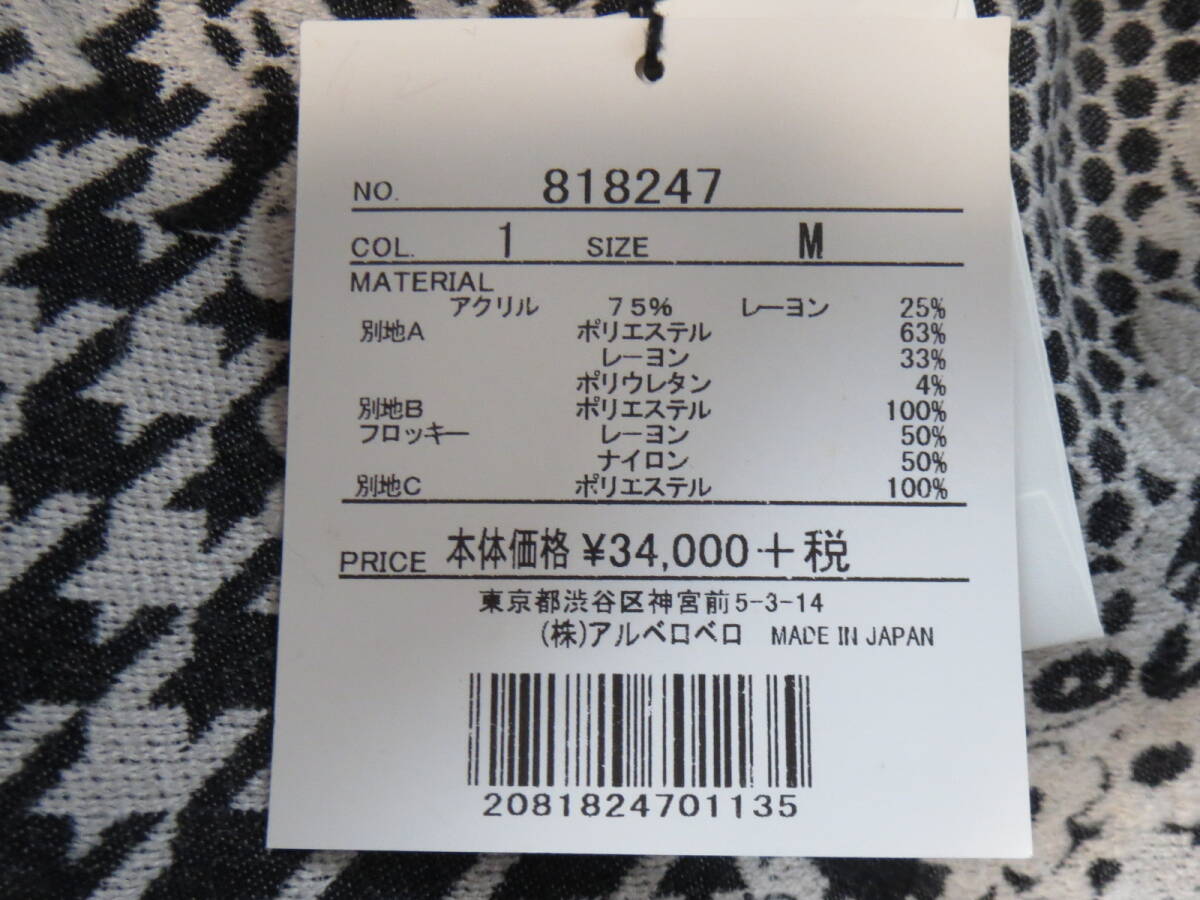 NO. 818247
COL. 1 SIZE M
MATERIAL
アクリル 75% レーヨン 25%
別地A ポリエステル 63%
レーヨン 33%
ポリウレタン 4%
別地B ポリエステル 100%
フロッキー レーヨン 50%
ナイロン 50%
別地C ポリエステル 100%
PRICE 本体価格 ¥34,000+税
東京都渋谷区神宮前5-3-14
(株)アルベロベロ MADE IN JAPAN
2081824701135